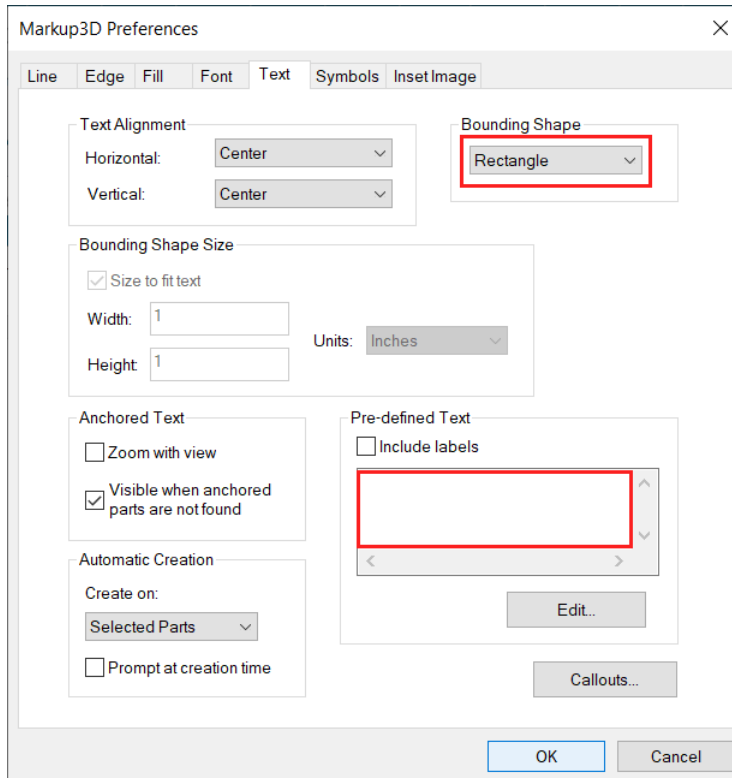 Markup3D Preferences
Line Edge Fill Font Text Symbols Inset Image
Text Alignment
Horizontal: Center
Vertical: Center
Bounding Shape
Rectangle
Bounding Shape Size
Size to fit text
Width: 1
Height: 1
Units: Inches
Anchored Text
Zoom with view
Visible when anchored
parts are not found
Pre-defined Text
Include labels
Edit...
Automatic Creation
Create on:
Selected Parts
Prompt at creation time
Callouts...
OK Cancel